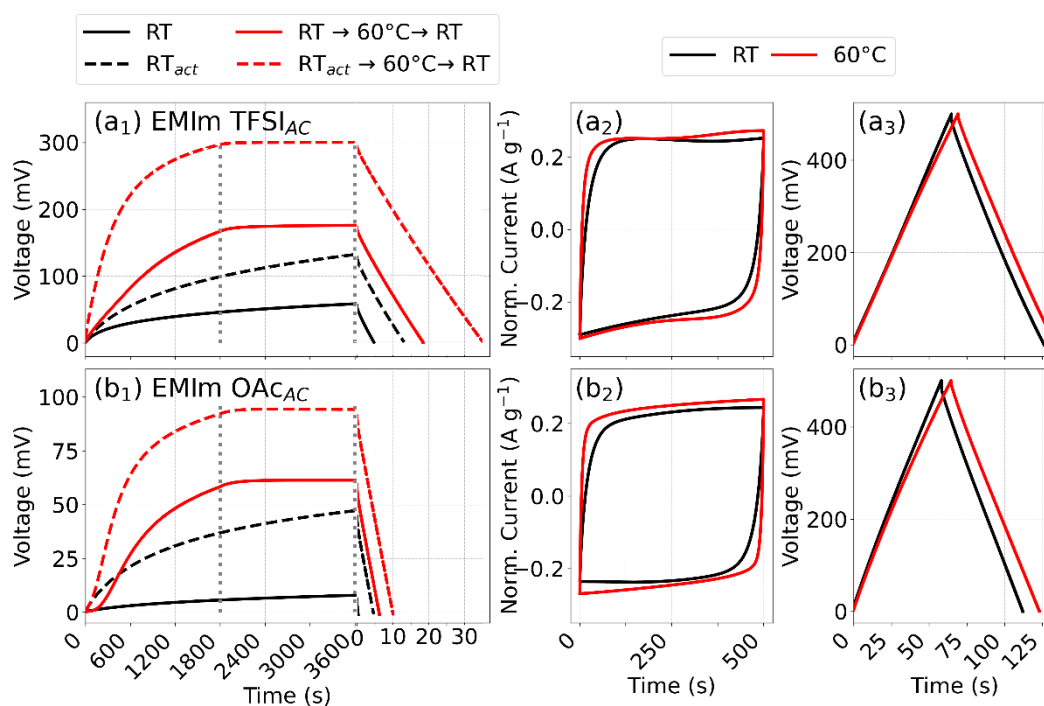 RT
RT → 60°C→ RT
RT_act
RT_act → 60°C→ RT
RT
60°C
(a₁) EMIm TFSI_AC
(a₂)
(a₃)
Voltage (mV)
300
200
100
0
Norm. Current (A g⁻¹)
0.2
0.0
−0.2
Voltage (mV)
400
200
0
(b₁) EMIm OAc_AC
(b₂)
(b₃)
Voltage (mV)
100
75
50
25
0
Norm. Current (A g⁻¹)
0.2
0.0
−0.2
Voltage (mV)
400
200
0
0 600 1200 1800 2400 3000 3600 0 10 20 30
Time (s)
0 250 500
Time (s)
0 25 50 75 100 125
Time (s)